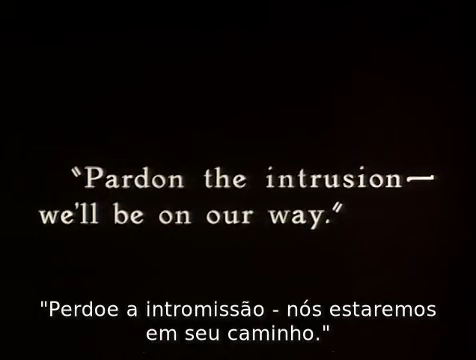 "Pardon the intrusion—
we'll be on our way."
"Perdoe a intromissão - nós estaremos
em seu caminho."